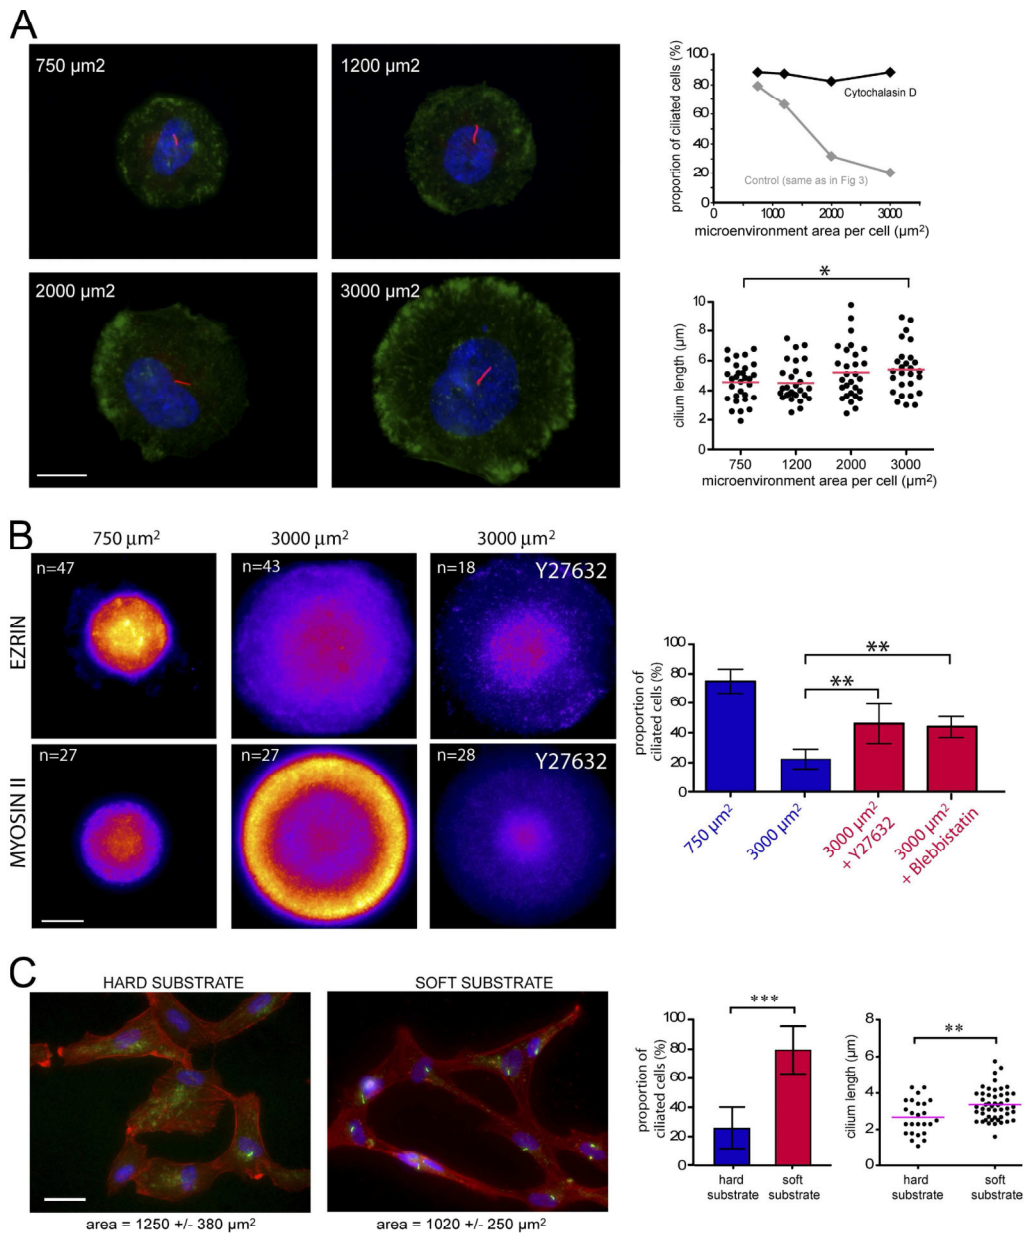 A
750 µm2
1200 µm2
2000 µm2
3000 µm2
proportion of ciliated cells (%)
100
80
60
40
20
0
Cytochalasin D
Control (same as in Fig 3)
0 1000 2000 3000
microenvironment area per cell (µm²)
*
cilium length (µm)
10
8
6
4
2
0
750 1200 2000 3000
microenvironment area per cell (µm²)
B
750 µm²
3000 µm²
3000 µm²
EZRIN
n=47
n=43
n=18
Y27632
MYOSIN II
n=27
n=27
n=28
Y27632
proportion of
ciliated cells (%)
100
80
60
40
20
0
**
**
750 µm²
3000 µm²
3000 µm²
+ Y27632
3000 µm²
+ Blebbistatin
C
HARD SUBSTRATE
SOFT SUBSTRATE
area = 1250 +/- 380 µm²
area = 1020 +/- 250 µm²
proportion of
ciliated cells (%)
100
80
60
40
20
0
***
hard
substrate
soft
substrate
cilium length (µm)
8
6
4
2
0
**
hard
substrate
soft
substrate